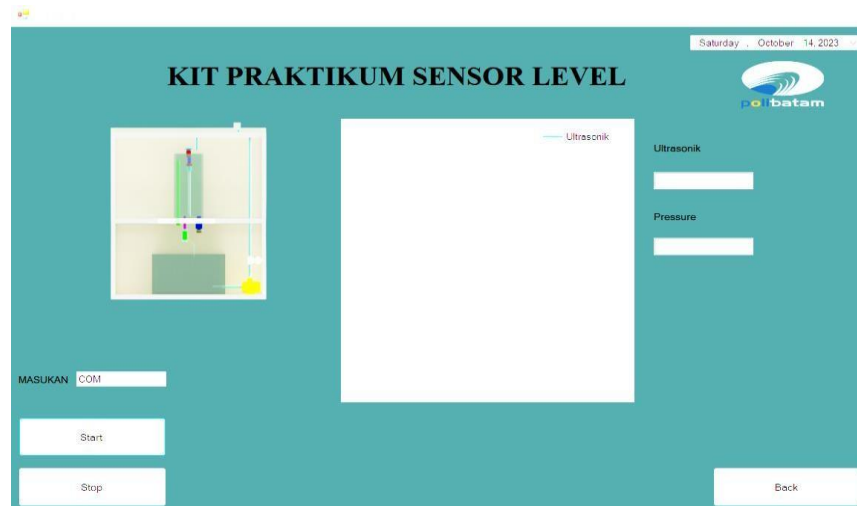 Saturday , October 14, 2023
KIT PRAKTIKUM SENSOR LEVEL
polibatam
Ultrasonik
Ultrasonik
Pressure
MASUKAN COM
Start
Stop
Back